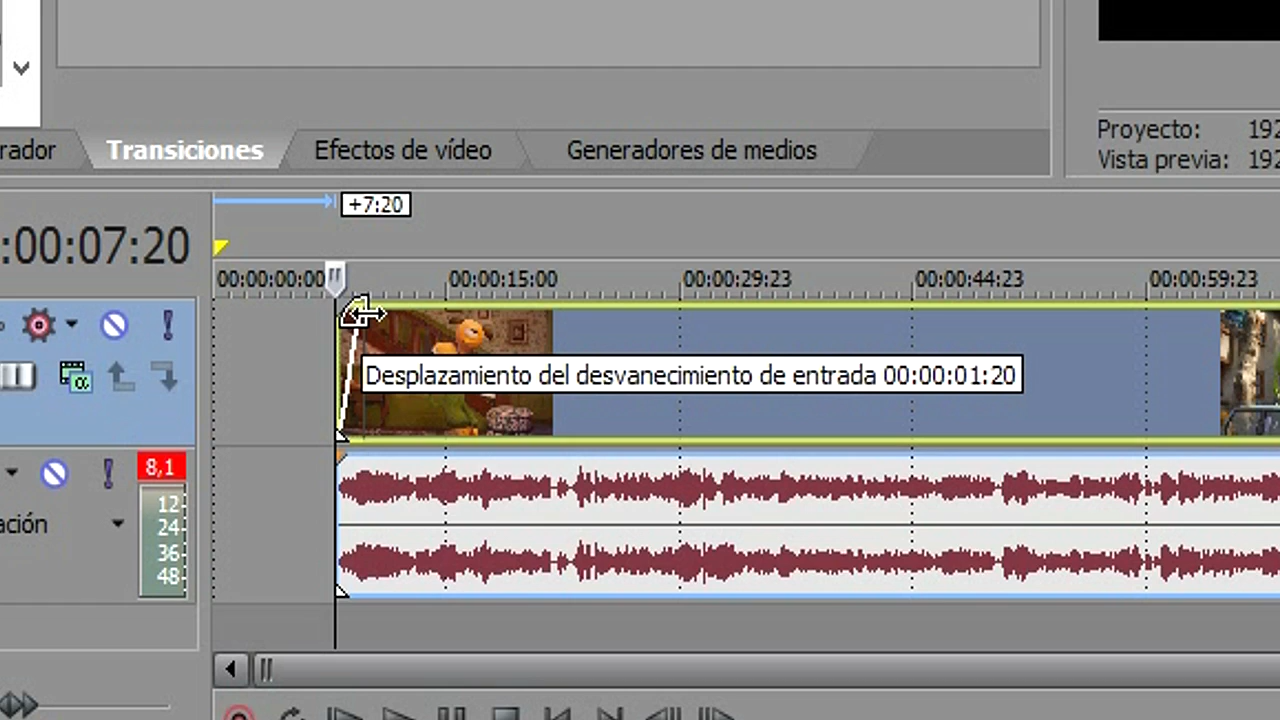 rador Transiciones Efectos de vídeo Generadores de medios
Proyecto: 192
Vista previa: 192
+7:20
:00:07:20
00:00:00:00 00:00:15:00 00:00:29:23 00:00:44:23 00:00:59:23
Desplazamiento del desvanecimiento de entrada 00:00:01:20
8,1
12
ación
24
36
48